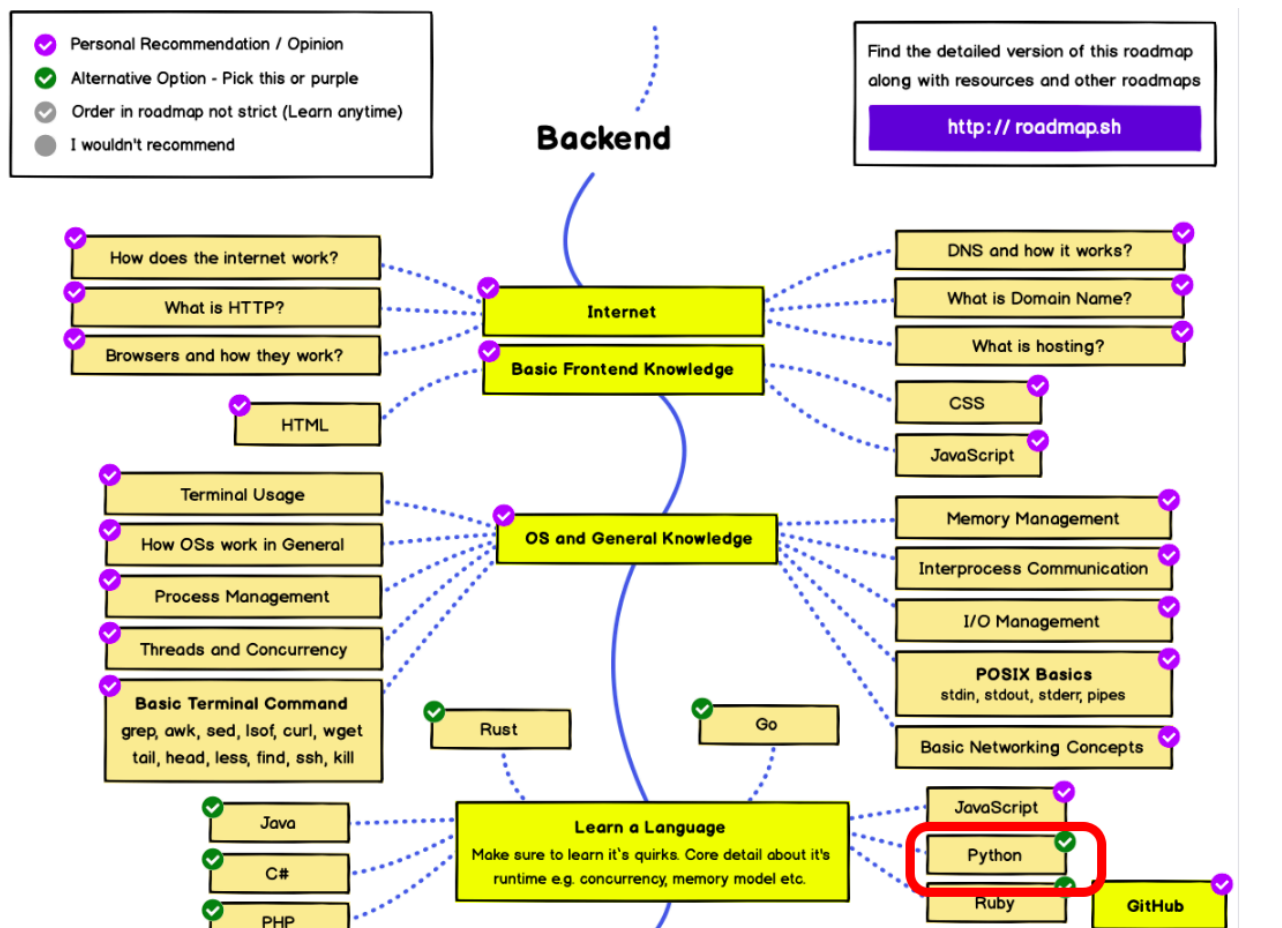 Personal Recommendation / Opinion
Alternative Option - Pick this or purple
Order in roadmap not strict (Learn anytime)
I wouldn't recommend
Find the detailed version of this roadmap
along with resources and other roadmaps
http: // roadmap.sh
Backend
How does the internet work?
What is HTTP?
Browsers and how they work?
Internet
DNS and how it works?
What is Domain Name?
What is hosting?
Basic Frontend Knowledge
HTML
CSS
JavaScript
Terminal Usage
How OSs work in General
Process Management
Threads and Concurrency
Basic Terminal Command
grep, awk, sed, lsof, curl, wget
tail, head, less, find, ssh, kill
OS and General Knowledge
Memory Management
Interprocess Communication
I/O Management
POSIX Basics
stdin, stdout, stderr, pipes
Basic Networking Concepts
Rust
Go
Java
C#
PHP
Learn a Language
Make sure to learn it`s quirks. Core detail about it's
runtime e.g. concurrency, memory model etc.
JavaScript
Python
Ruby
GitHub